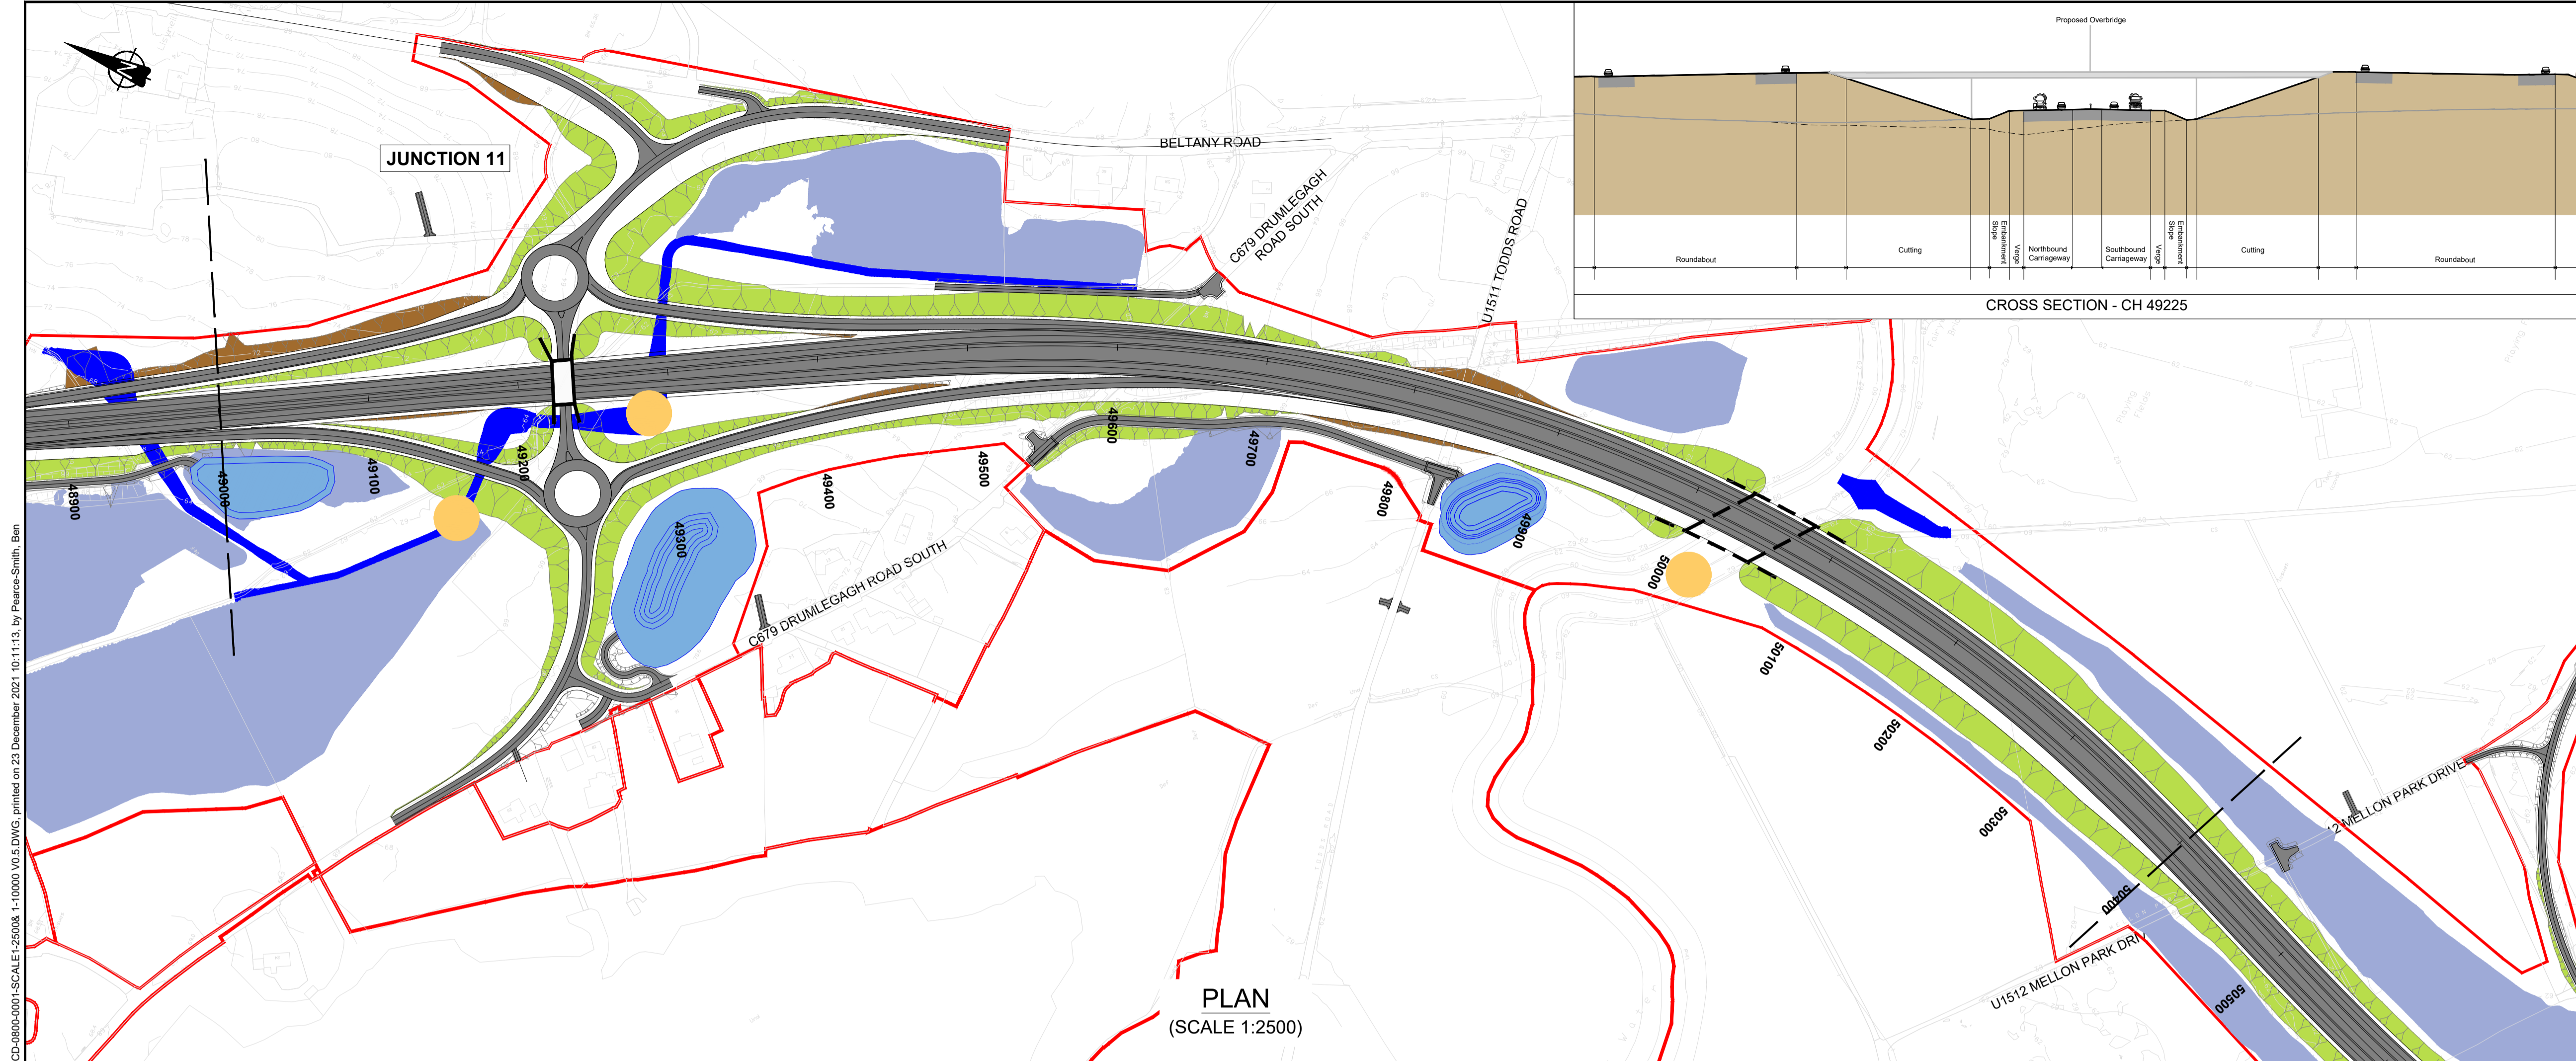 JUNCTION 11
BELTANY ROAD
C679 DRUMLEGAGH
ROAD SOUTH
U1511 TODDS ROAD
Proposed Overbridge
Roundabout
Cutting
Embankment
Slope
Verge
Northbound
Carriageway
Southbound
Carriageway
Verge
Embankment
Slope
Cutting
Roundabout
CROSS SECTION - CH 49225
48900
49000
49100
49200
49300
49400
49500
49600
49700
49800
49900
50000
50100
50200
50300
50400
50500
C679 DRUMLEGAGH ROAD SOUTH
12 MELLON PARK DRIVE
U1512 MELLON PARK DRIV
PLAN
(SCALE 1:2500)
CD-0800-0001-SCALE1-2500& 1-10000 V0.5.DWG, printed on 23 December 2021 10:11:13, by Pearce-Smith, Ben